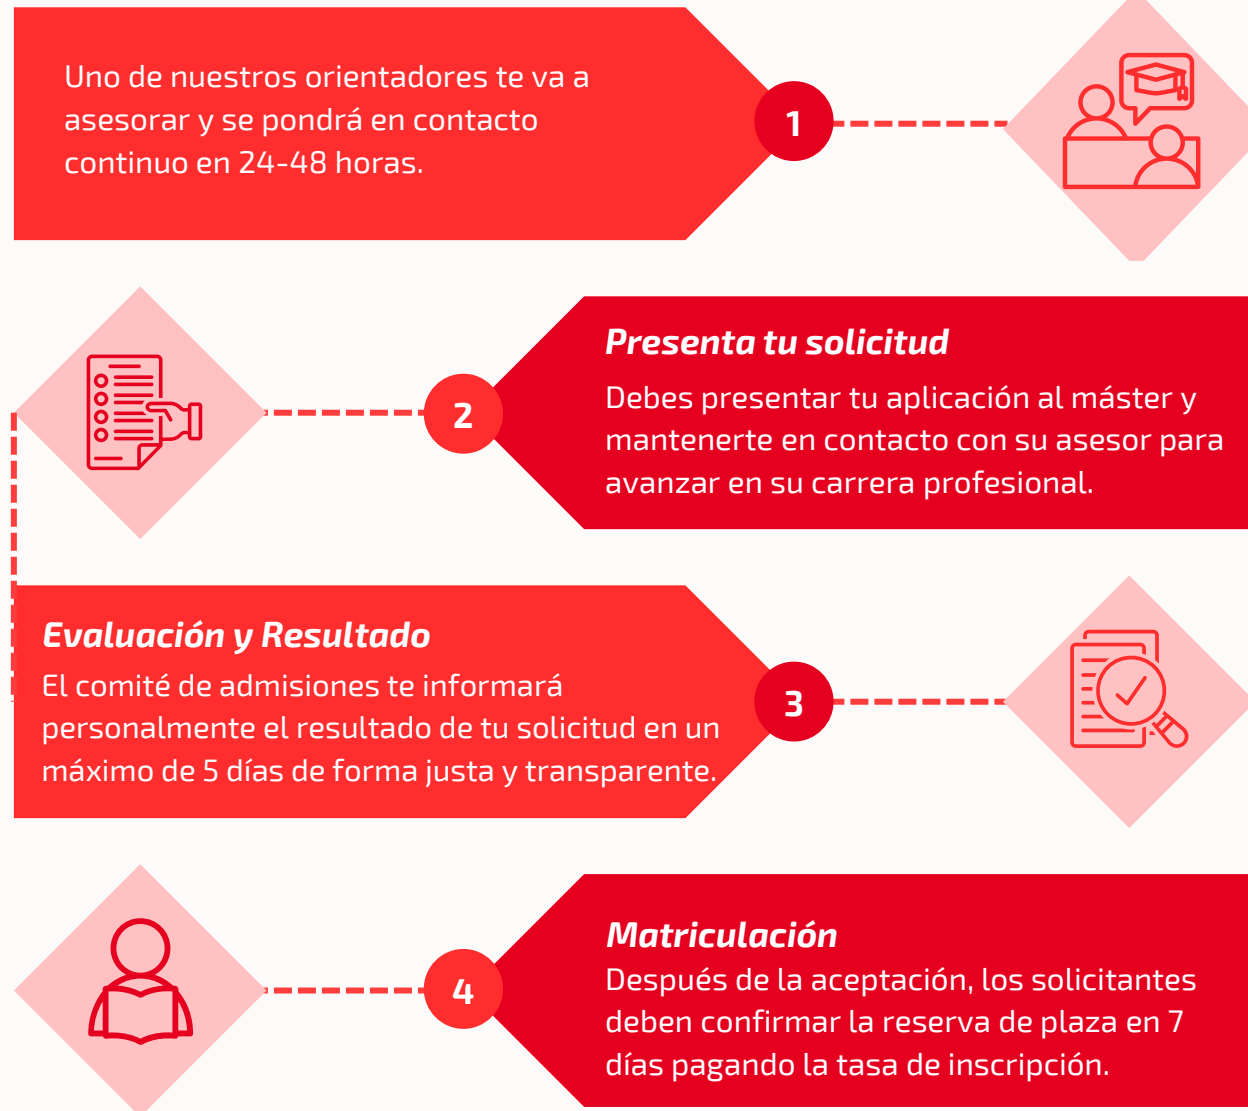 Uno de nuestros orientadores te va a
asesorar y se pondrá en contacto
continuo en 24-48 horas.
1
Presenta tu solicitud
2
Debes presentar tu aplicación al máster y
mantenerte en contacto con su asesor para
avanzar en su carrera profesional.
Evaluación y Resultado
El comité de admisiones te informará
personalmente el resultado de tu solicitud en un
máximo de 5 días de forma justa y transparente.
3
Matriculación
Después de la aceptación, los solicitantes
deben confirmar la reserva de plaza en 7
días pagando la tasa de inscripción.
4